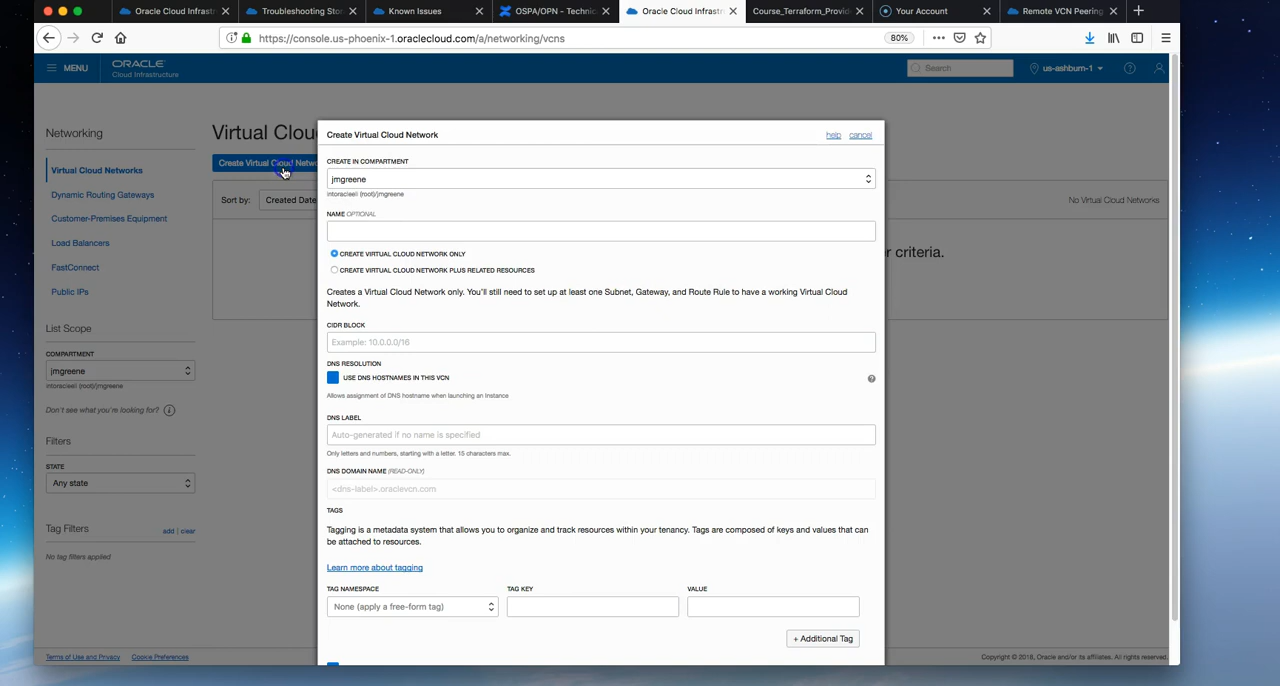 Oracle Cloud Infrastr
Troubleshooting Stor
Known Issues
OSPA/OPN - Technic
Oracle Cloud Infrastr
Course_Terraform_Provid
Your Account
Remote VCN Peering
https://console.us-phoenix-1.oraclecloud.com/a/networking/vcns
80%
MENU
ORACLE
Cloud Infrastructure
Search
us-ashburn-1
Networking
Virtual Clou
Virtual Cloud Networks
Create Virtual Cloud Netwo
Dynamic Routing Gateways
Sort by:
Created Date
No Virtual Cloud Networks
Customer-Premises Equipment
Load Balancers
r criteria.
FastConnect
Public IPs
List Scope
COMPARTMENT
jmgreene
intoraclesii (root)/jmgreene
Don't see what you're looking for?
Filters
STATE
Any state
Tag Filters
add | clear
No tag filters applied
Create Virtual Cloud Network
help
cancel
CREATE IN COMPARTMENT
jmgreene
intoraclesii (root)/jmgreene
NAME OPTIONAL
CREATE VIRTUAL CLOUD NETWORK ONLY
CREATE VIRTUAL CLOUD NETWORK PLUS RELATED RESOURCES
Creates a Virtual Cloud Network only. You'll still need to set up at least one Subnet, Gateway, and Route Rule to have a working Virtual Cloud
Network.
CIDR BLOCK
Example: 10.0.0.0/16
DNS RESOLUTION
USE DNS HOSTNAMES IN THIS VCN
Allows assignment of DNS hostname when launching an Instance
DNS LABEL
Auto-generated if no name is specified
Only letters and numbers, starting with a letter. 15 characters max.
DNS DOMAIN NAME (READ-ONLY)
<dns-label>.oraclevcn.com
TAGS
Tagging is a metadata system that allows you to organize and track resources within your tenancy. Tags are composed of keys and values that can
be attached to resources.
Learn more about tagging
TAG NAMESPACE
TAG KEY
VALUE
None (apply a free-form tag)
+ Additional Tag
Terms of Use and Privacy
Cookie Preferences
Copyright © 2018, Oracle and/or its affiliates. All rights reserved.